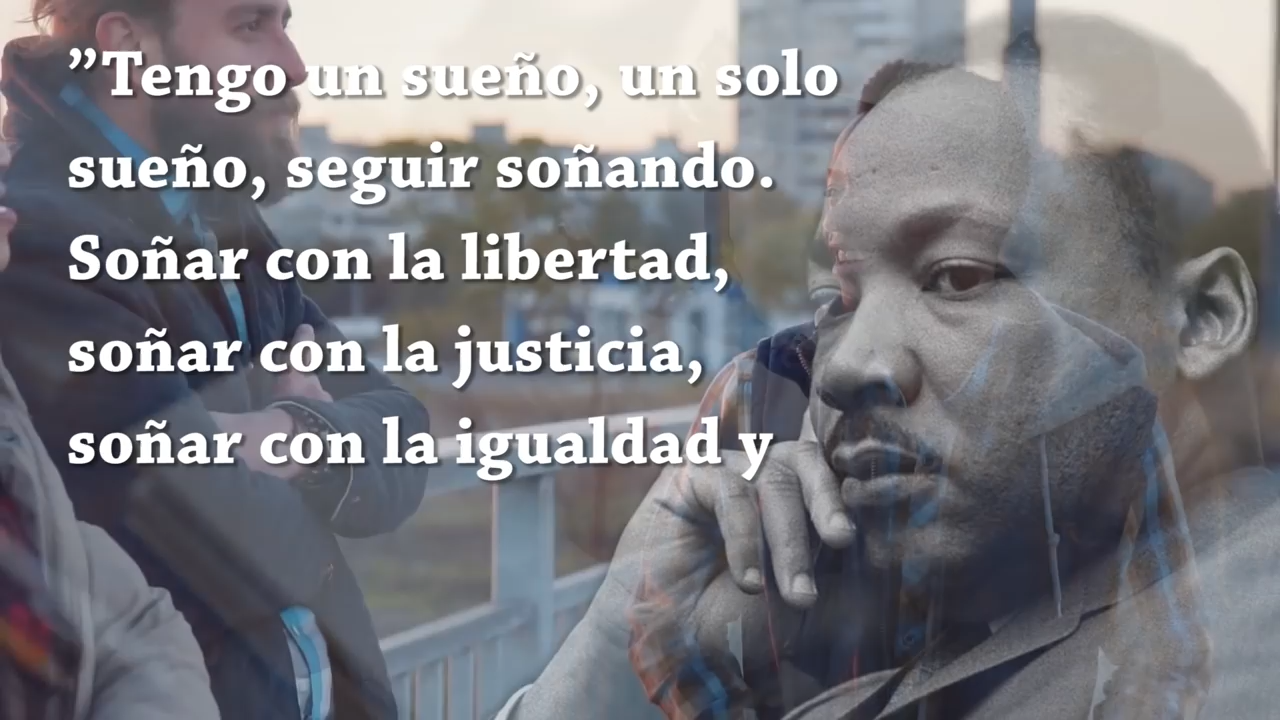 ”Tengo un sueño, un solo
sueño, seguir soñando.
Soñar con la libertad,
soñar con la justicia,
soñar con la igualdad y